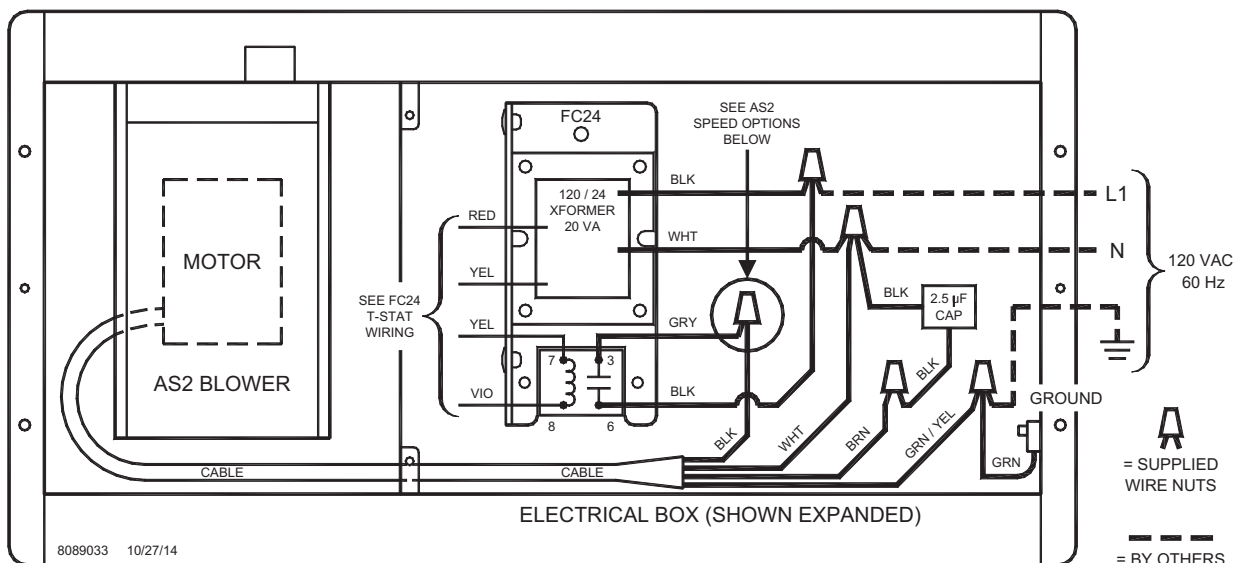 FC24
SEE AS2
SPEED OPTIONS
BELOW
120 / 24
XFORMER
20 VA
BLK
L1
RED
WHT
N
MOTOR
120 VAC
60 Hz
YEL
SEE FC24
T-STAT
WIRING
BLK
2.5 µF
CAP
YEL
GRY
7
3
AS2 BLOWER
BLK
VIO
BLK
GROUND
8
6
BLK
WHT
BRN
GRN / YEL
GRN
CABLE
CABLE
= SUPPLIED
WIRE NUTS
ELECTRICAL BOX (SHOWN EXPANDED)
8089033 10/27/14
= BY OTHERS